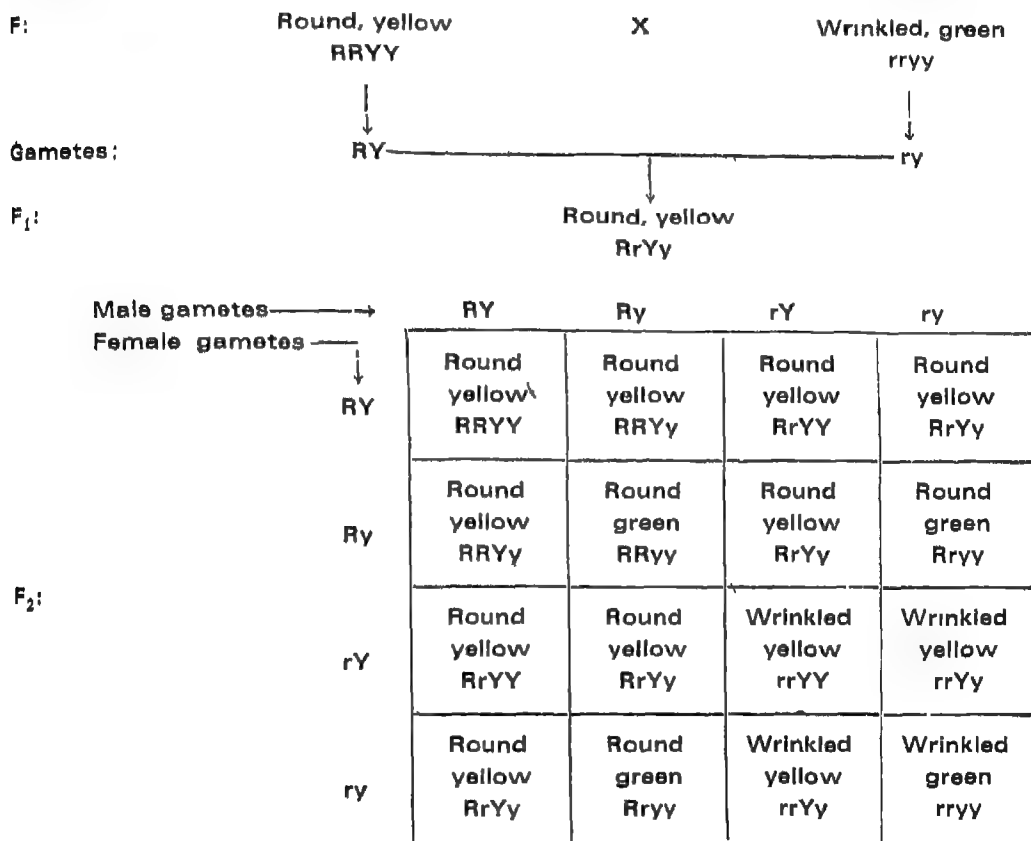 F: Round, yellow X Wrinkled, green
RRYY rryy
Gametes: RY ry
F₁: Round, yellow
RrYy
Male gametes RY Ry rY ry
Female gametes
Round Round Round Round
yellow yellow yellow yellow
RY RRYY RRYy RrYY RrYy
Round Round Round Round
Ry yellow green yellow green
RRYy RRyy RrYy Rryy
F₂:
Round Round Wrinkled Wrinkled
rY yellow yellow yellow yellow
RrYY RrYy rrYY rrYy
Round Round Wrinkled Wrinkled
ry yellow green yellow green
RrYy Rryy rrYy rryy